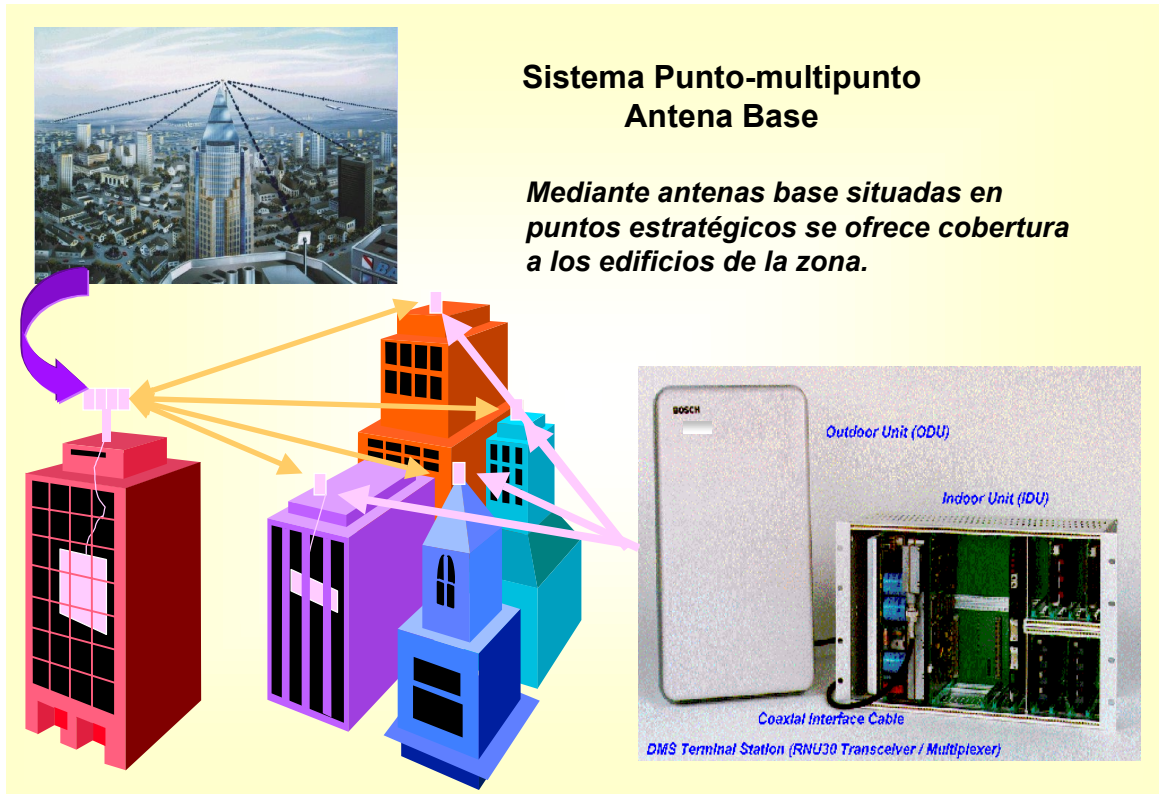 Sistema Punto-multipunto
Antena Base
Mediante antenas base situadas en
puntos estratégicos se ofrece cobertura
a los edificios de la zona.
BOSCH
Outdoor Unit (ODU)
Indoor Unit (IDU)
Coaxial Interface Cable
DMS Terminal Station (RNU30 Transceiver / Multiplexer)